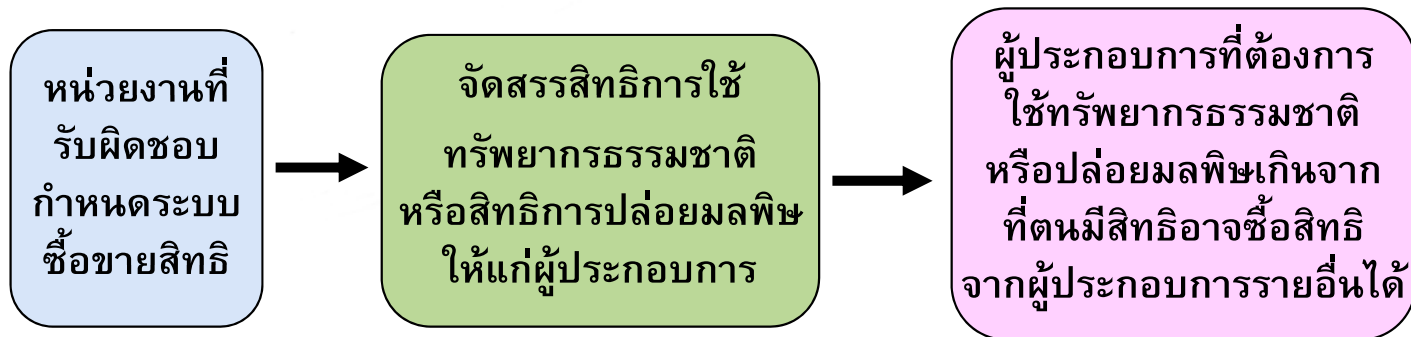 หน่วยงานที่
รับผิดชอบ
กำหนดระบบ
ซื้อขายสิทธิ
จัดสรรสิทธิการใช้
ทรัพยากรธรรมชาติ
หรือสิทธิการปล่อยมลพิษ
ให้แก่ผู้ประกอบการ
ผู้ประกอบการที่ต้องการ
ใช้ทรัพยากรธรรมชาติ
หรือปล่อยมลพิษเกินจาก
ที่ตนมีสิทธิอาจซื้อสิทธิ
จากผู้ประกอบการรายอื่นได้